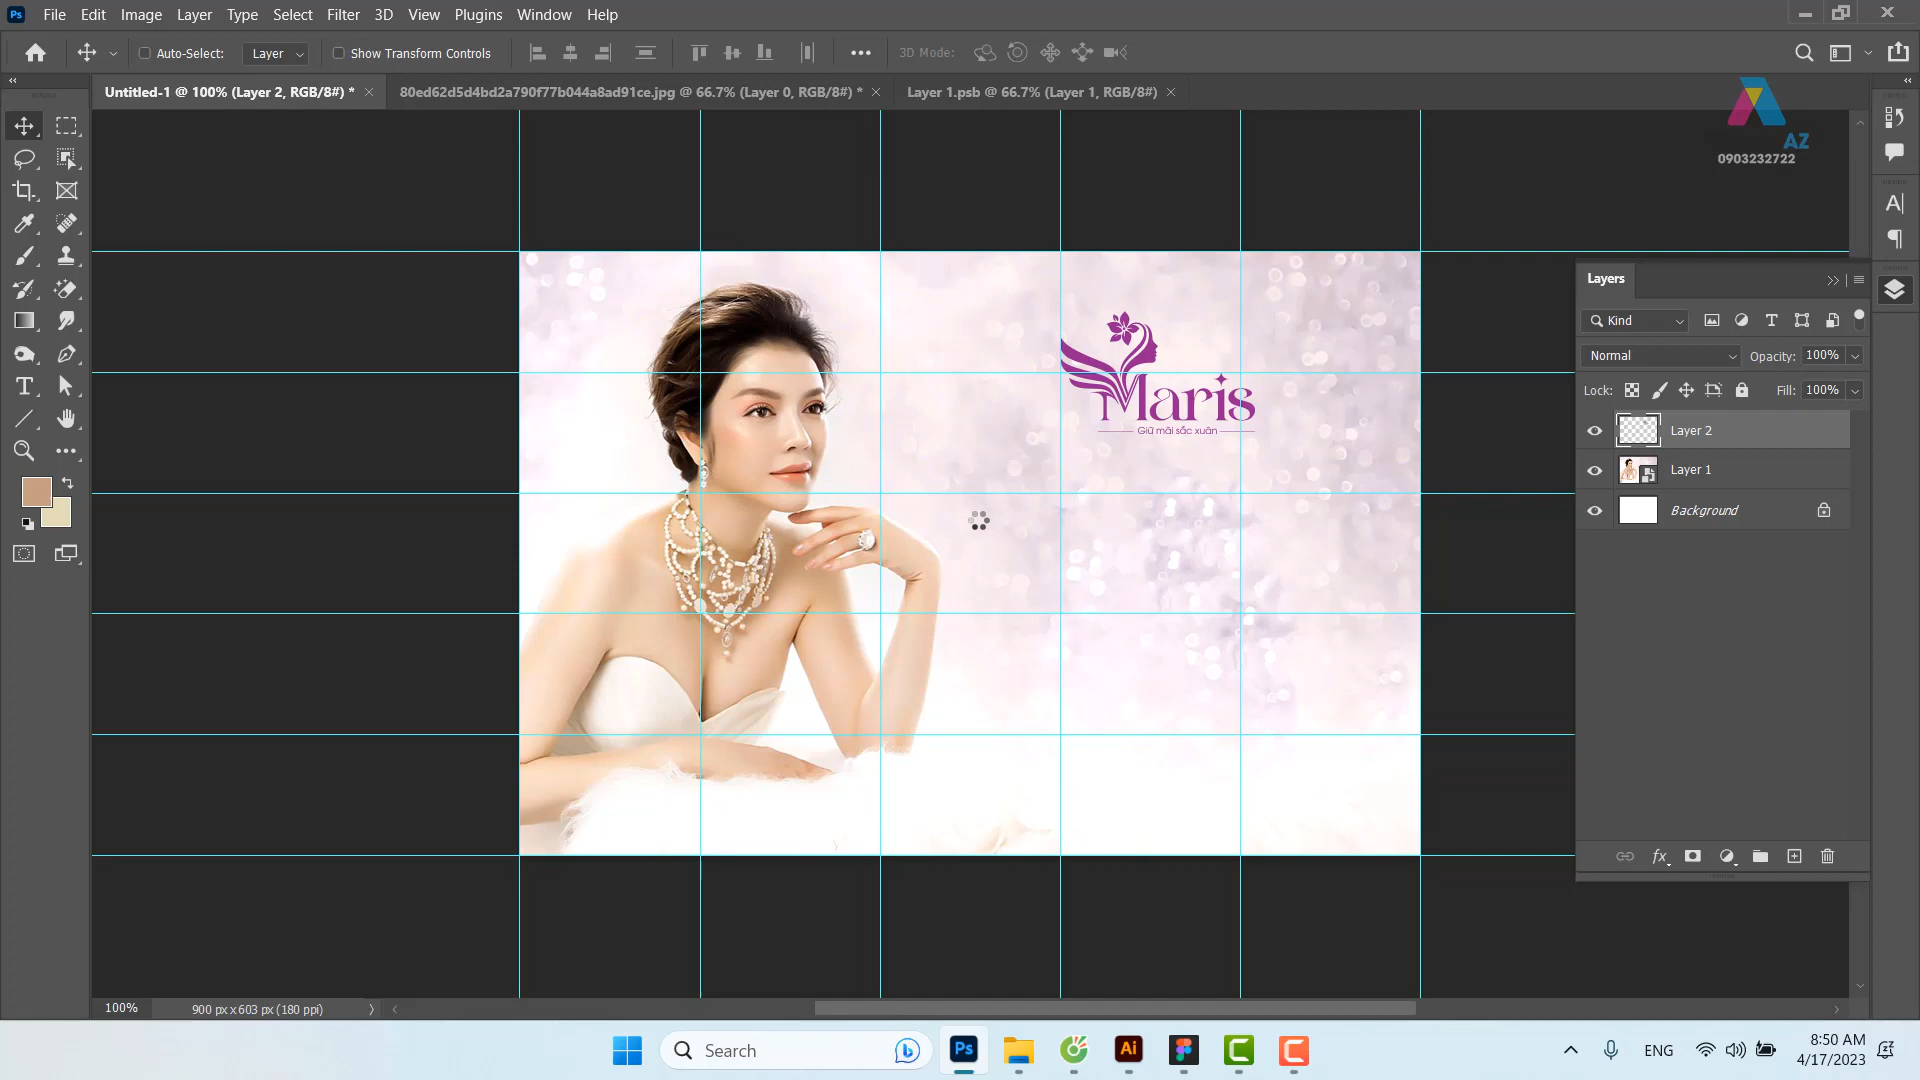 Ps File Edit Image Layer Type Select Filter 3D View Plugins Window Help
Auto-Select: Layer Show Transform Controls 3D Mode:
Untitled-1 @ 100% (Layer 2, RGB/8#) * 80ed62d5d4bd2a790f77b044a8ad91ce.jpg @ 66.7% (Layer 0, RGB/8#) * Layer 1.psb @ 66.7% (Layer 1, RGB/8#)
AZ
0903232722
Layers
Kind
Normal Opacity: 100%
Lock: Fill: 100%
Layer 2
Layer 1
Background
Maris
Giữ mãi sắc xuân
fx
100% 900 px x 603 px (180 ppi)
Search Ps Ai ENG 8:50 AM
4/17/2023